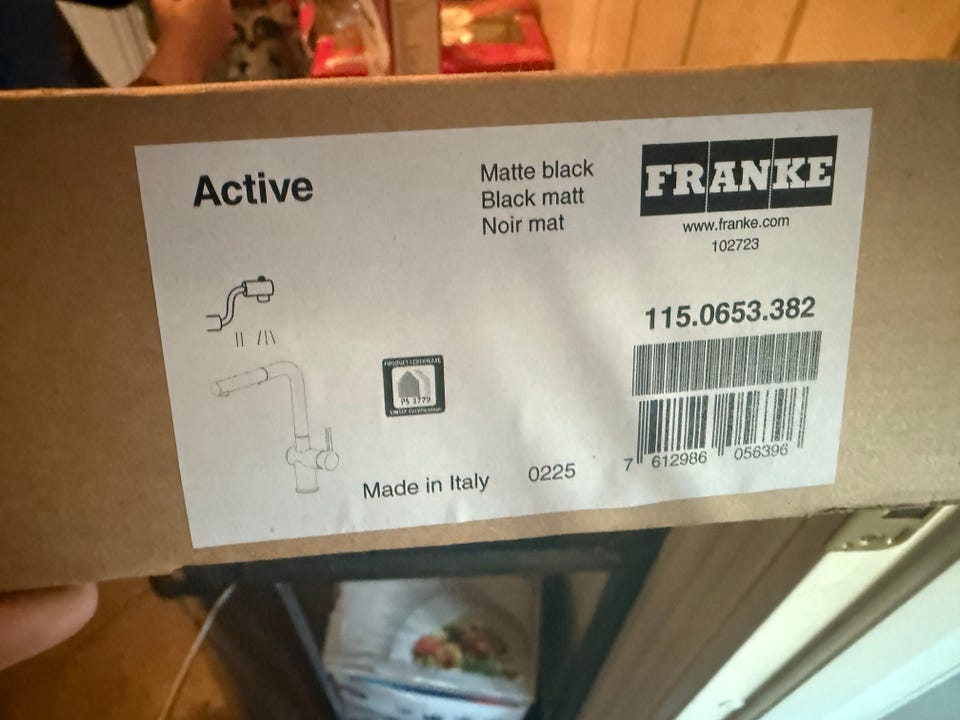 Active
Matte black
Black matt
Noir mat
FRANKE
www.franke.com
102723
115.0653.382
PS 3779
Made in Italy
0225
7 612986 056396